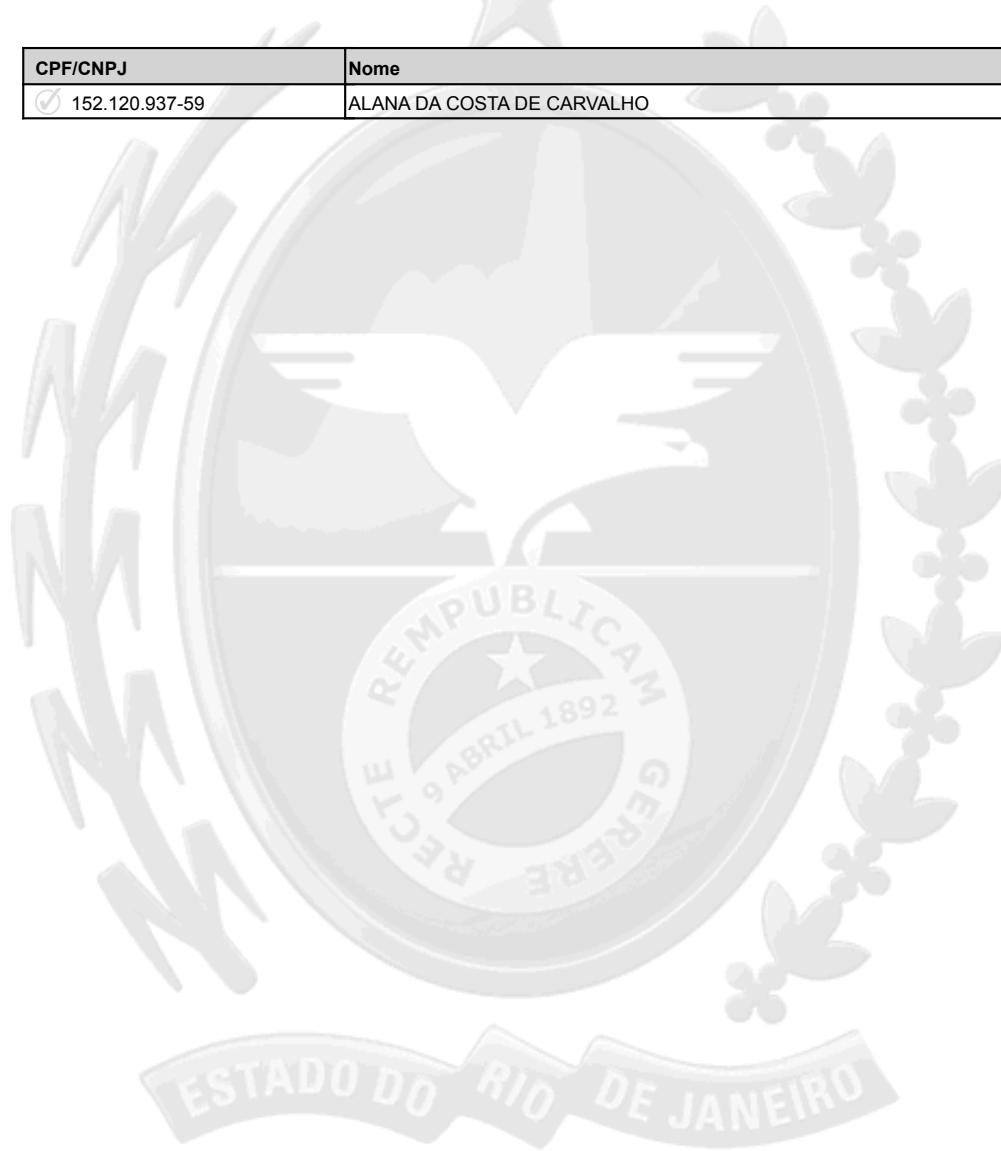 CPF/CNPJ Nome
152.120.937-59 ALANA DA COSTA DE CARVALHO
RECTE REMPUBLICAM GERERE
9 ABRIL 1892
ESTADO DO RIO DE JANEIRO